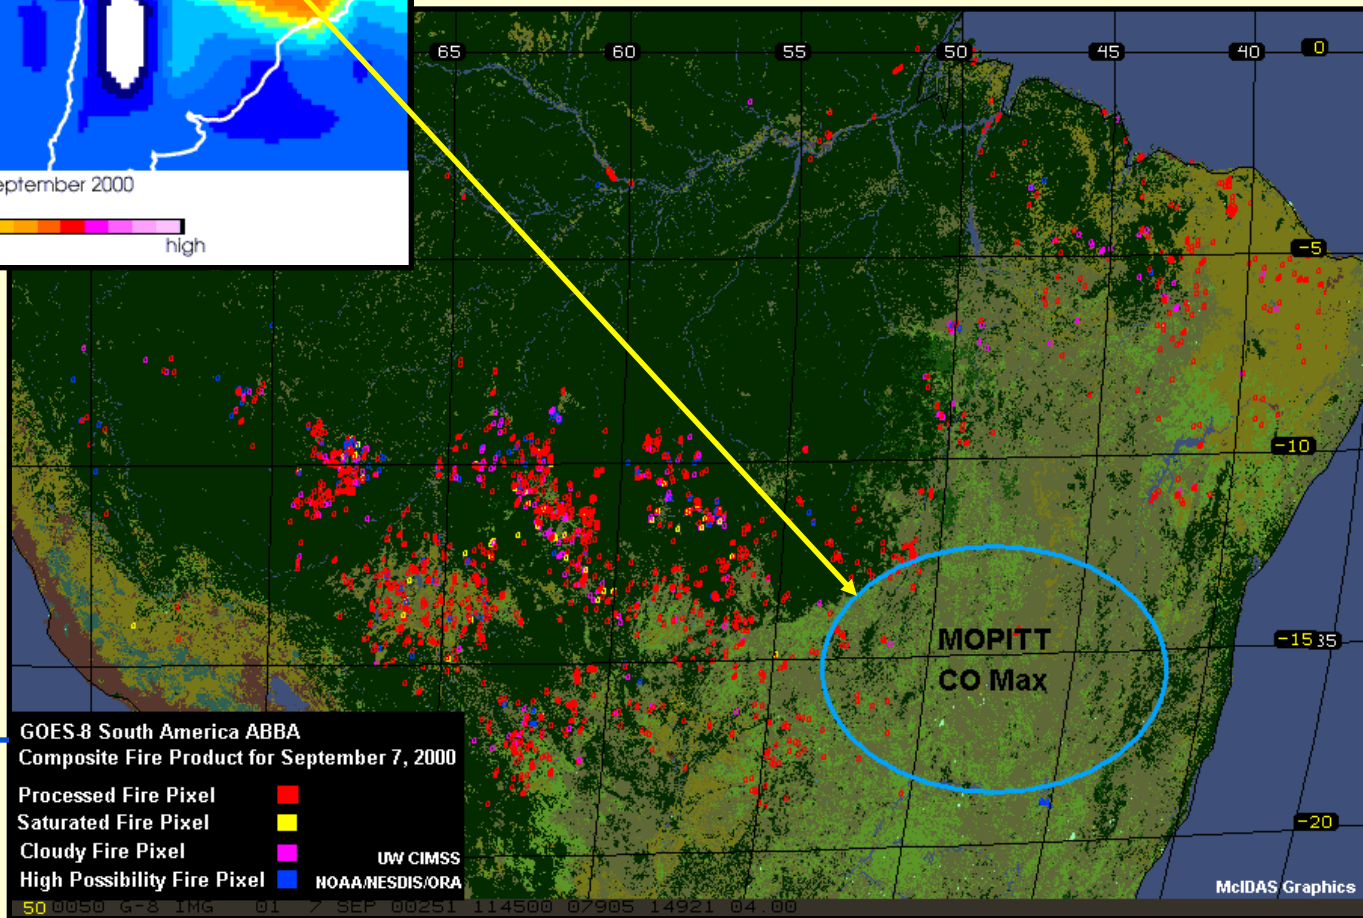 eptember 2000
high
65 60 55 50 45 40 0
-5
-10
-15 35
-20
MOPITT
CO Max
GOES-8 South America ABBA
Composite Fire Product for September 7, 2000
Processed Fire Pixel
Saturated Fire Pixel
Cloudy Fire Pixel
High Possibility Fire Pixel
UW CIMSS
NOAA/NESDIS/ORA
McIDAS Graphics
50 0050 G-8 IMG 01 7 SEP 00251 114500 07905 14921 04.00